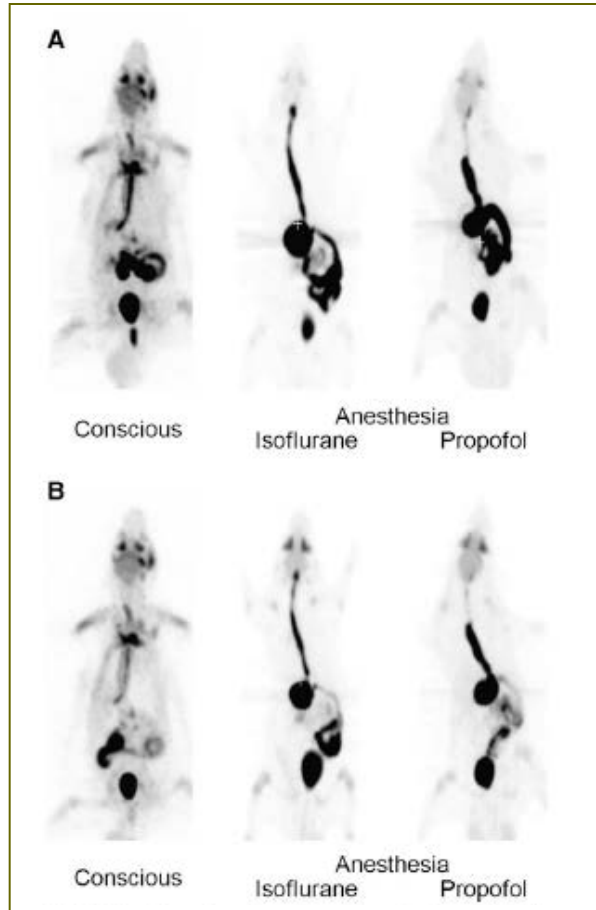 A
Anesthesia
Conscious
Isoflurane Propofol
B
Anesthesia
Conscious
Isoflurane Propofol